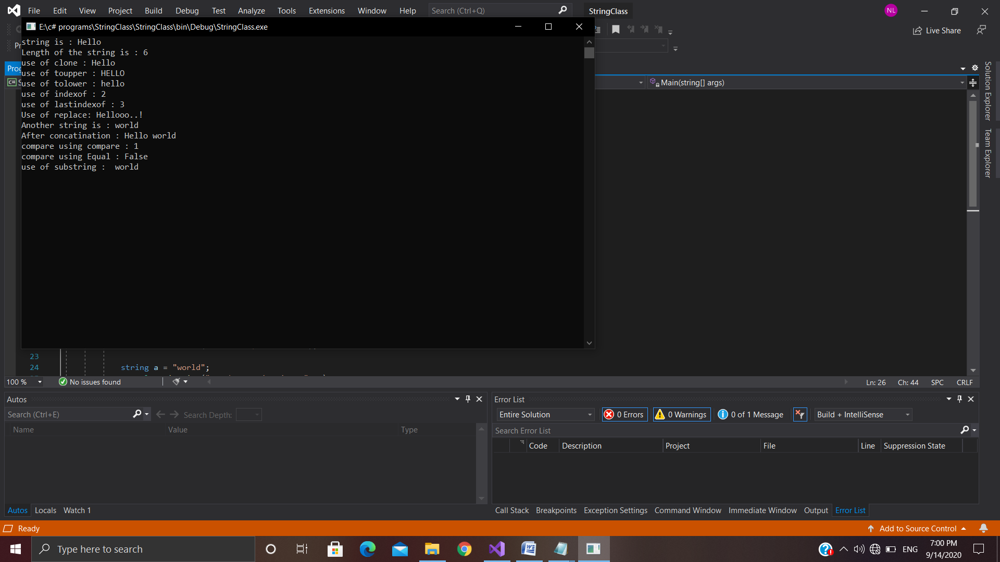 File Edit View Project Build Debug Test Analyze Tools Extensions Window Help Search (Ctrl+Q) StringClass NL
E:\c# programs\StringClass\StringClass\bin\Debug\StringClass.exe
Live Share
string is : Hello
Length of the string is : 6
use of clone : Hello
use of toupper : HELLO
use of tolower : hello
use of indexof : 2
use of lastindexof : 3
Use of replace: Hellooo..!
Another string is : world
After concatination : Hello world
compare using compare : 1
compare using Equal : False
use of substring :  world
Main(string[] args)
Solution Explorer
Team Explorer
23
24 string a = "world";
100 % No issues found Ln: 26 Ch: 44 SPC CRLF
Autos
Search (Ctrl+E) Search Depth:
Name Value Type
Autos Locals Watch 1
Error List
Entire Solution 0 Errors 0 Warnings 0 of 1 Message Build + IntelliSense
Search Error List
Code Description Project File Line Suppression State
Call Stack Breakpoints Exception Settings Command Window Immediate Window Output Error List
Ready Add to Source Control
Type here to search ENG 7:00 PM
9/14/2020